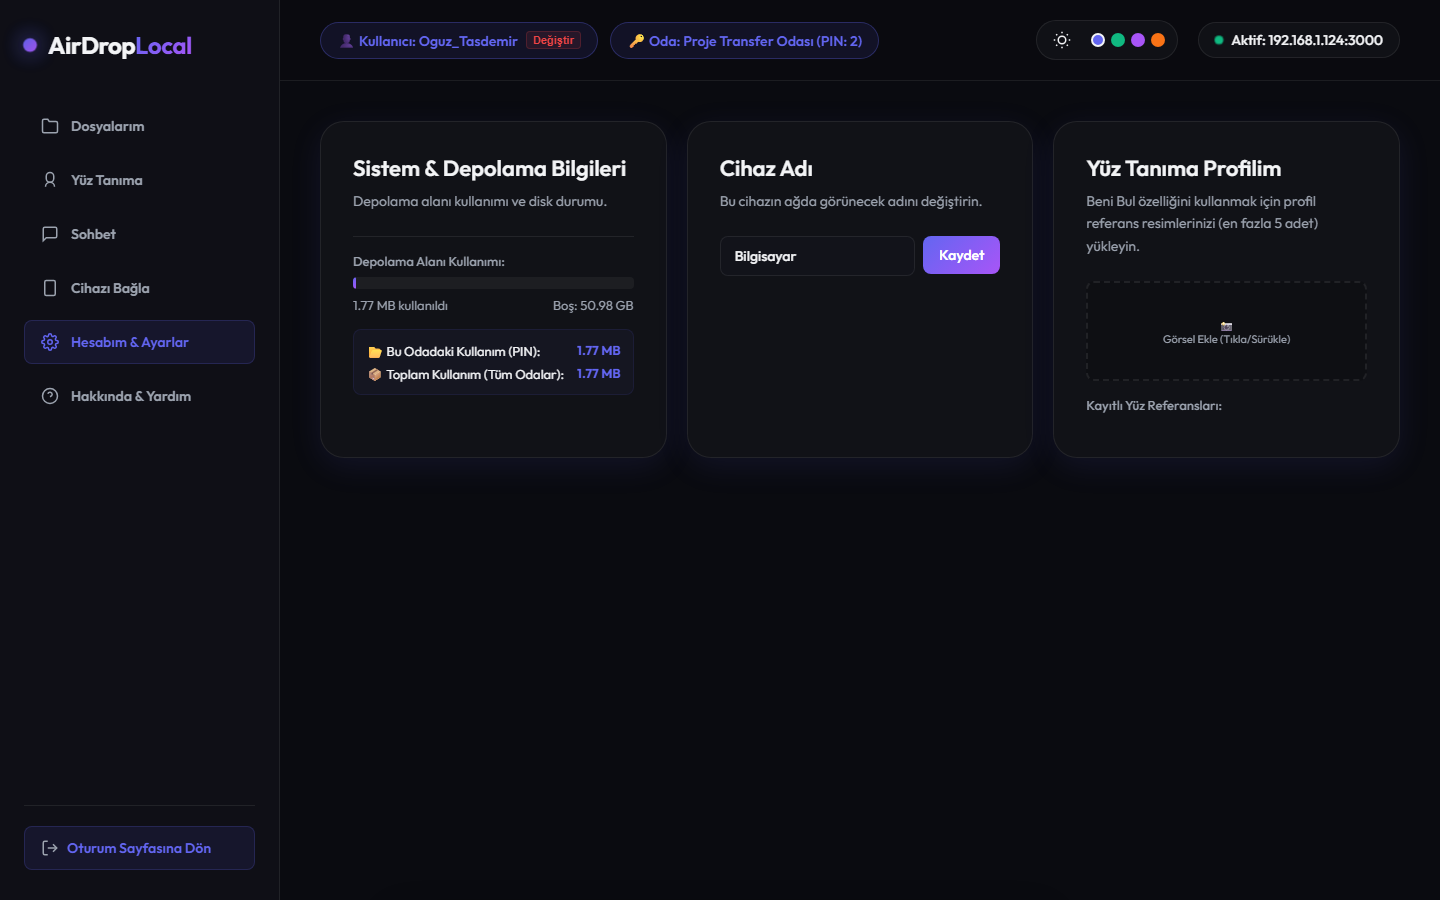 AirDropLocal
Dosyalarım
Yüz Tanıma
Sohbet
Cihazı Bağla
Hesabım & Ayarlar
Hakkında & Yardım
Oturum Sayfasına Dön
Kullanıcı: Oguz_Tasdemir Değiştir
Oda: Proje Transfer Odası (PIN: 2)
Aktif: 192.168.1.124:3000
Sistem & Depolama Bilgileri
Depolama alanı kullanımı ve disk durumu.
Depolama Alanı Kullanımı:
1.77 MB kullanıldı Boş: 50.98 GB
Bu Odadaki Kullanım (PIN): 1.77 MB
Toplam Kullanım (Tüm Odalar): 1.77 MB
Cihaz Adı
Bu cihazın ağda görünecek adını değiştirin.
Bilgisayar Kaydet
Yüz Tanıma Profilim
Beni Bul özelliğini kullanmak için profil
referans resimlerinizi (en fazla 5 adet)
yükleyin.
Görsel Ekle (Tıkla/Sürükle)
Kayıtlı Yüz Referansları: